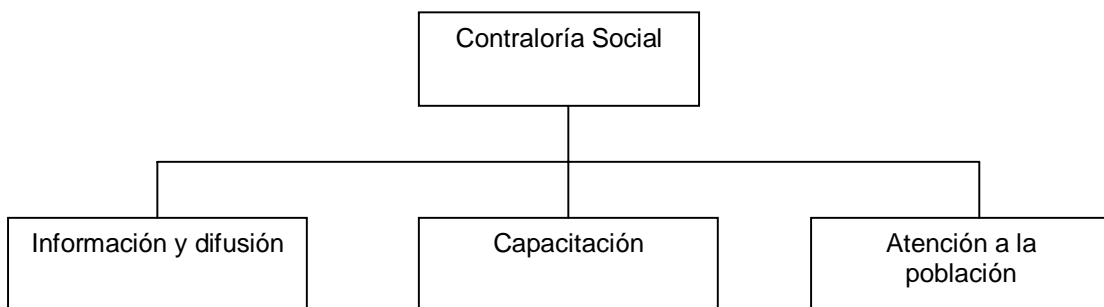 Contraloría Social
Información y difusión
Capacitación
Atención a la
población